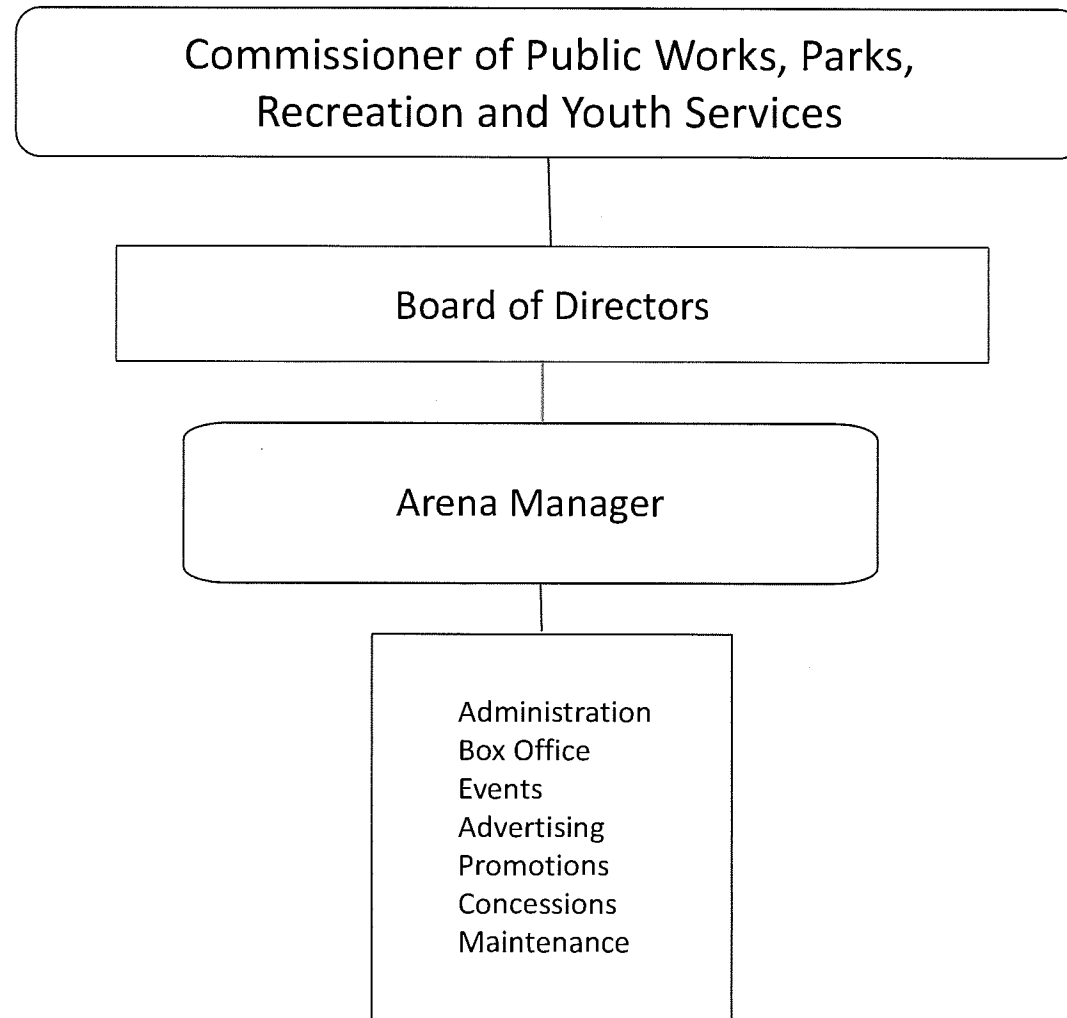 Commissioner of Public Works, Parks,
Recreation and Youth Services
Board of Directors
Arena Manager
Administration
Box Office
Events
Advertising
Promotions
Concessions
Maintenance